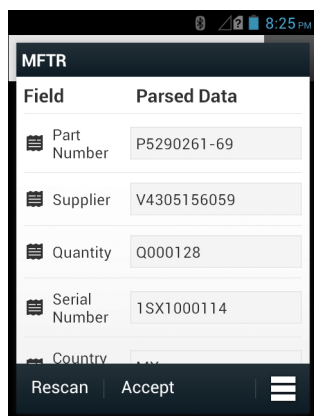 8:25 PM
MFTR
Field Parsed Data
Part
Number P5290261-69
Supplier V4305156059
Quantity Q000128
Serial
Number 1SX1000114
Country
Rescan Accept